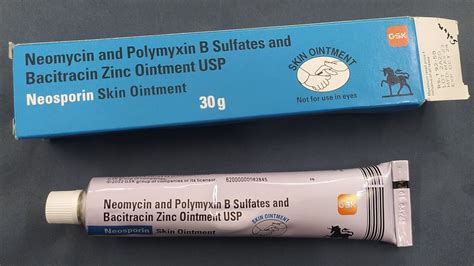 Neomycin and Polymyxin B Sulfates and
Bacitracin Zinc Ointment USP
Neosporin Skin Ointment
30 g
SKIN OINTMENT
Not for use in eyes
GSK
Neomycin and Polymyxin B Sulfates and
Bacitracin Zinc Ointment USP
Neosporin Skin Ointment
SKIN OINTMENT
GSK